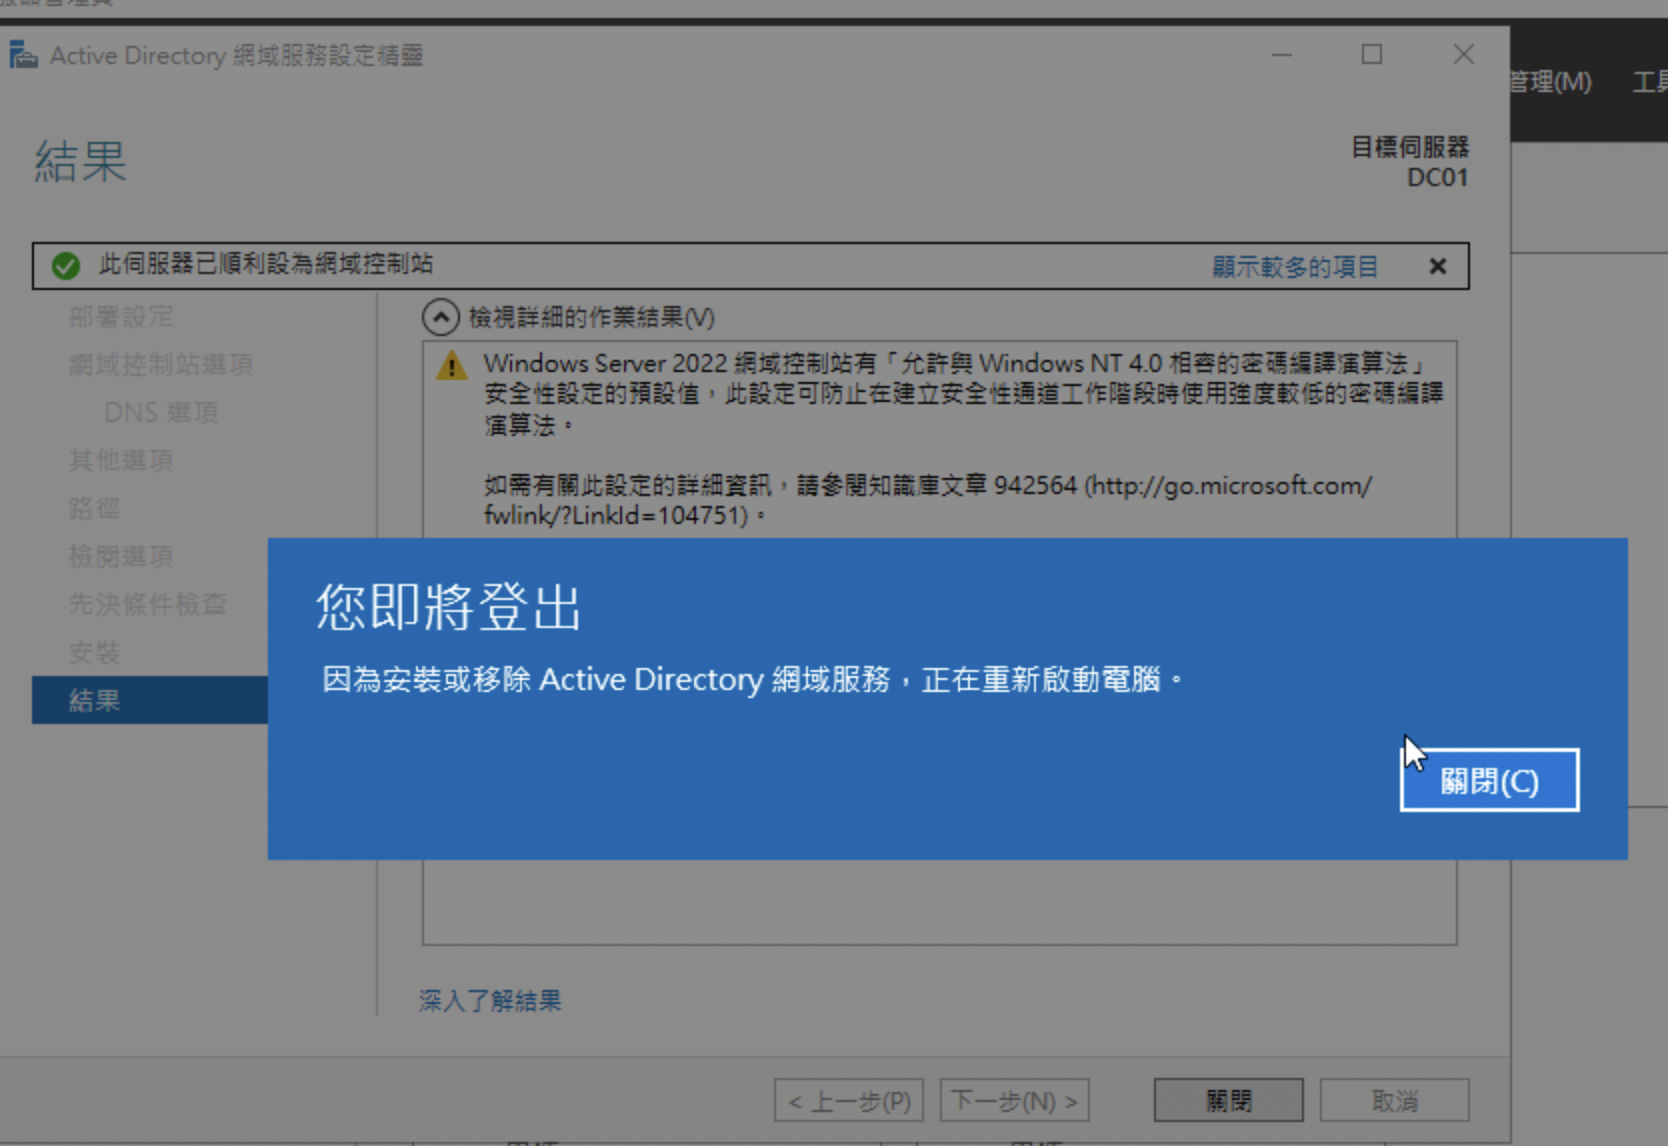 Active Directory 網域服務設定精靈
管理(M)
結果
目標伺服器
DC01
此伺服器已順利設為網域控制站
顯示較多的項目
部署設定
網域控制站選項
DNS 選項
其他選項
路徑
檢閱選項
先決條件檢查
安裝
結果
檢視詳細的作業結果(V)
Windows Server 2022 網域控制站有「允許與 Windows NT 4.0 相容的密碼編譯演算法」
安全性設定的預設值，此設定可防止在建立安全性通道工作階段時使用強度較低的密碼編譯
演算法。
如需有關此設定的詳細資訊，請參閱知識庫文章 942564 (http://go.microsoft.com/
fwlink/?LinkId=104751)。
您即將登出
因為安裝或移除 Active Directory 網域服務，正在重新啟動電腦。
關閉(C)
深入了解結果
< 上一步(P)
下一步(N) >
關閉
取消